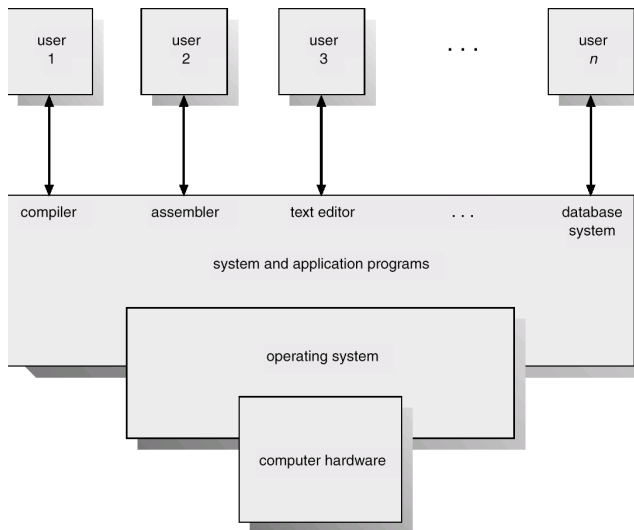 user
1
user
2
user
3
. . .
user
n
compiler
assembler
text editor
. . .
database
system
system and application programs
operating system
computer hardware